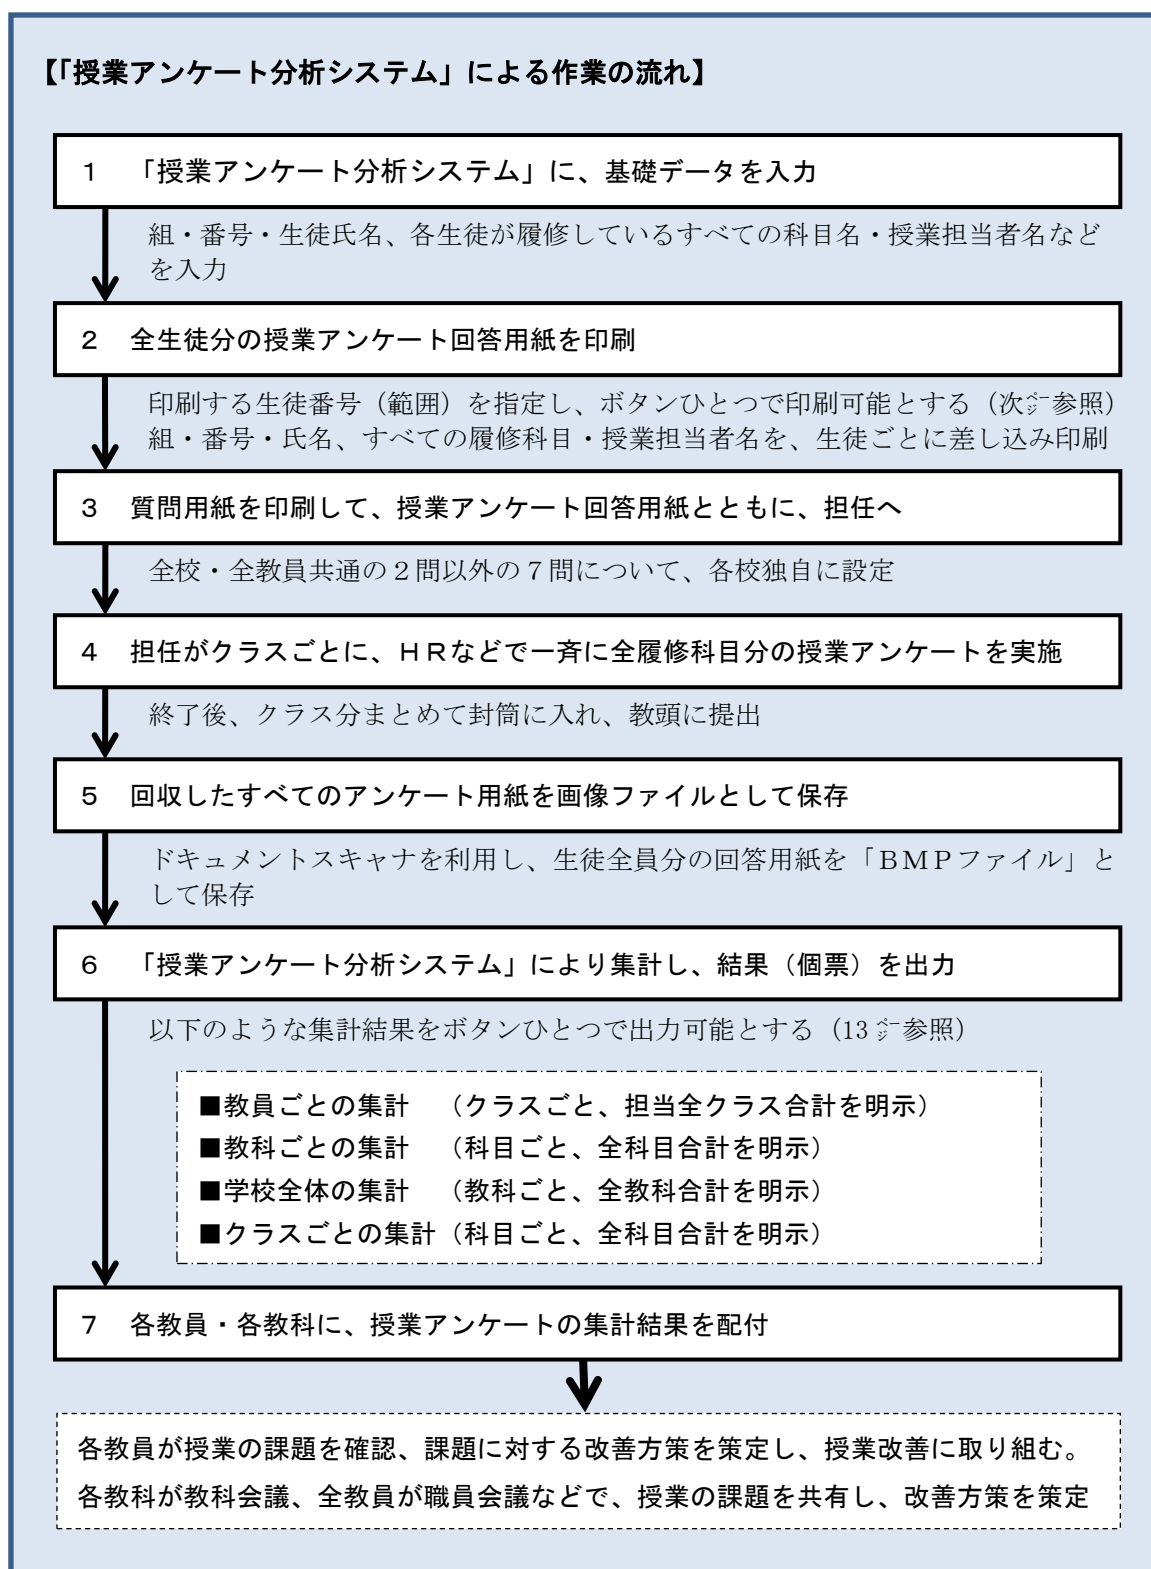 【「授業アンケート分析システム」による作業の流れ】
1 「授業アンケート分析システム」に、基礎データを入力
組・番号・生徒氏名、各生徒が履修しているすべての科目名・授業担当者名など
を入力
2 全生徒分の授業アンケート回答用紙を印刷
印刷する生徒番号（範囲）を指定し、ボタンひとつで印刷可能とする（次㌻参照）
組・番号・氏名、すべての履修科目・授業担当者名を、生徒ごとに差し込み印刷
3 質問用紙を印刷して、授業アンケート回答用紙とともに、担任へ
全校・全教員共通の２問以外の７問について、各校独自に設定
4 担任がクラスごとに、ＨＲなどで一斉に全履修科目分の授業アンケートを実施
終了後、クラス分まとめて封筒に入れ、教頭に提出
5 回収したすべてのアンケート用紙を画像ファイルとして保存
ドキュメントスキャナを利用し、生徒全員分の回答用紙を「ＢＭＰファイル」と
して保存
6 「授業アンケート分析システム」により集計し、結果（個票）を出力
以下のような集計結果をボタンひとつで出力可能とする（13㌻参照）
■教員ごとの集計 （クラスごと、担当全クラス合計を明示）
■教科ごとの集計 （科目ごと、全科目合計を明示）
■学校全体の集計 （教科ごと、全教科合計を明示）
■クラスごとの集計（科目ごと、全科目合計を明示）
7 各教員・各教科に、授業アンケートの集計結果を配付
各教員が授業の課題を確認、課題に対する改善方策を策定し、授業改善に取り組む。
各教科が教科会議、全教員が職員会議などで、授業の課題を共有し、改善方策を策定